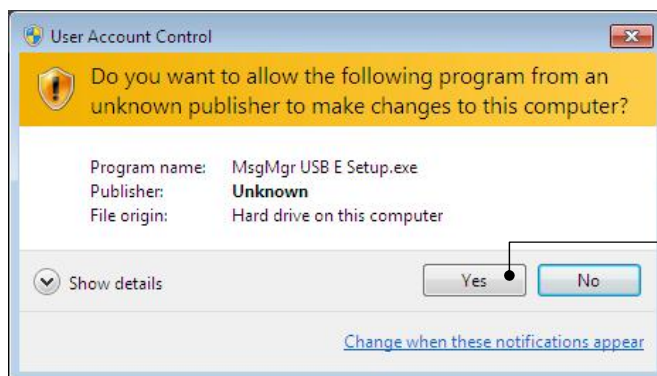 User Account Control
Do you want to allow the following program from an
unknown publisher to make changes to this computer?
Program name: MsgMgr USB E Setup.exe
Publisher: Unknown
File origin: Hard drive on this computer
Show details
Yes
No
Change when these notifications appear